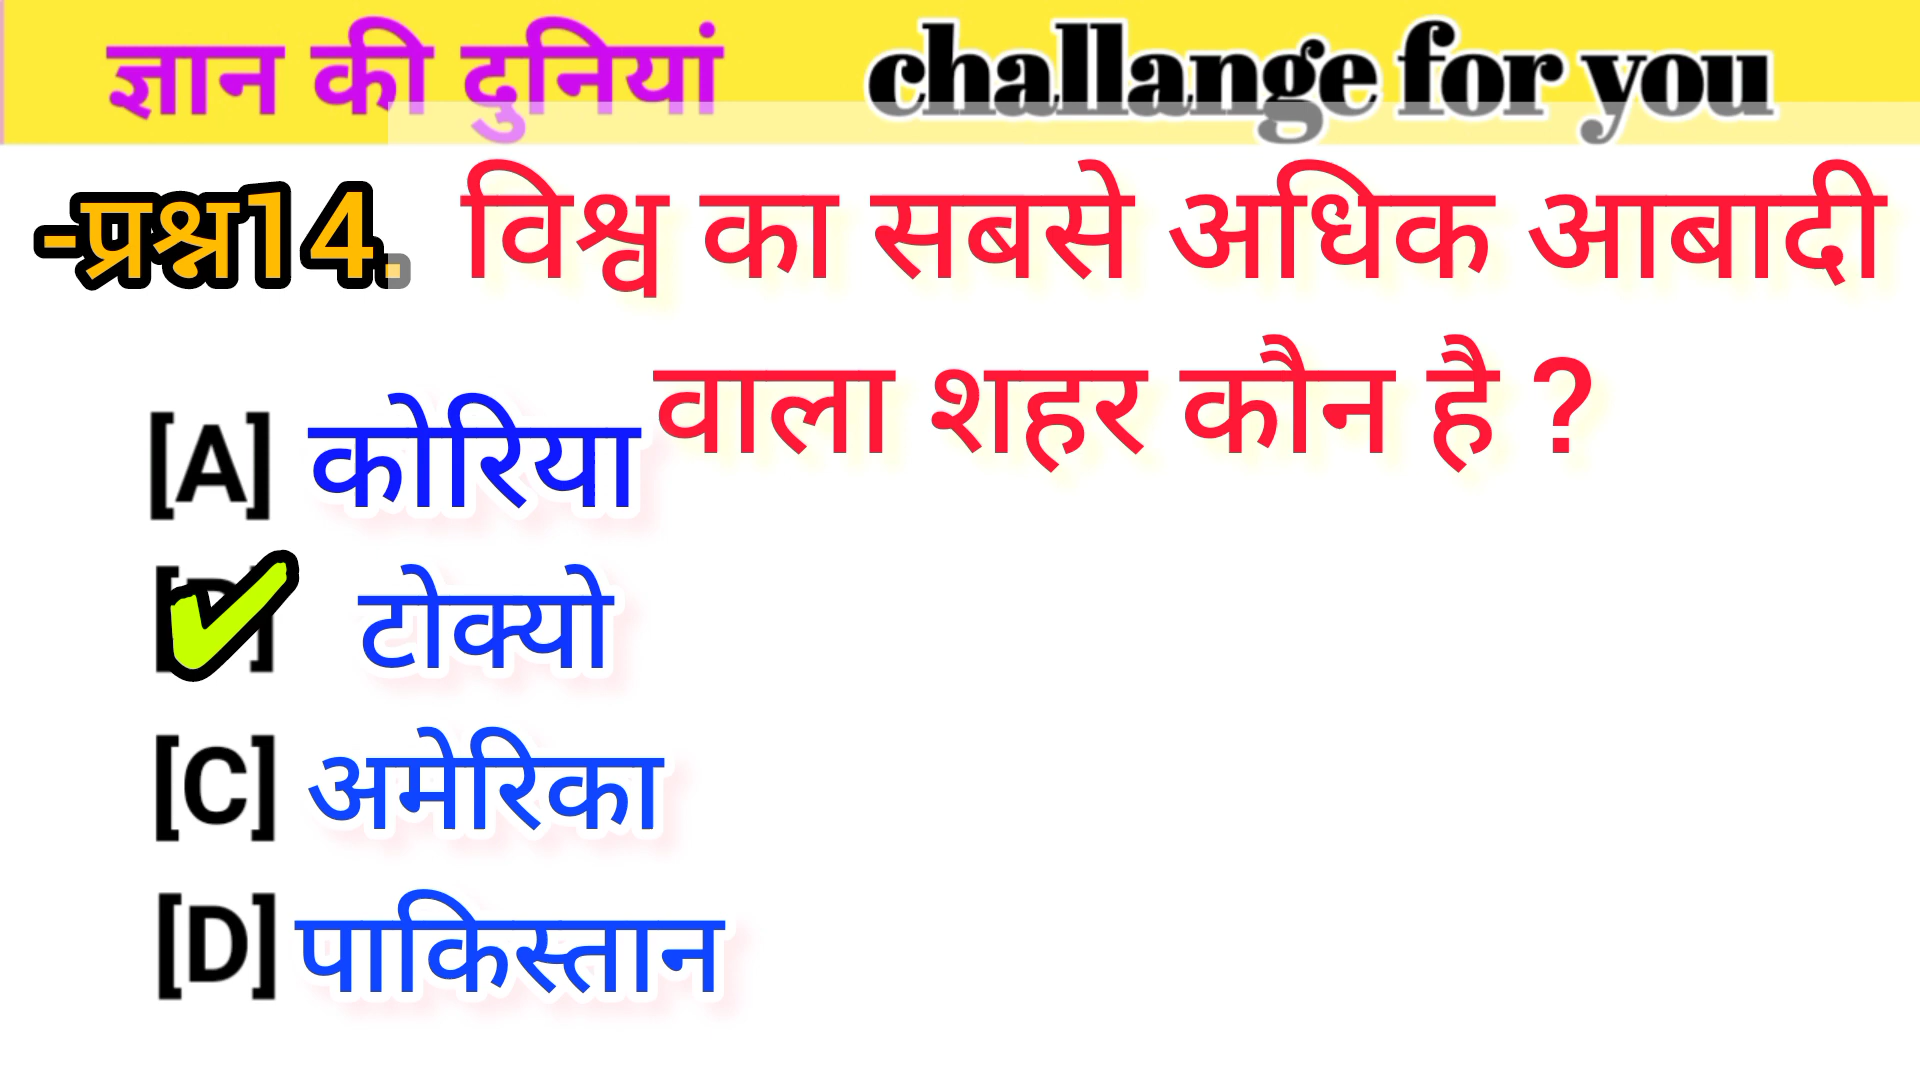 ज्ञान की दुनियां challange for you
-प्रश्न14. विश्व का सबसे अधिक आबादी
वाला शहर कौन है ?
[A] कोरिया
टोक्यो
[C] अमेरिका
[D] पाकिस्तान